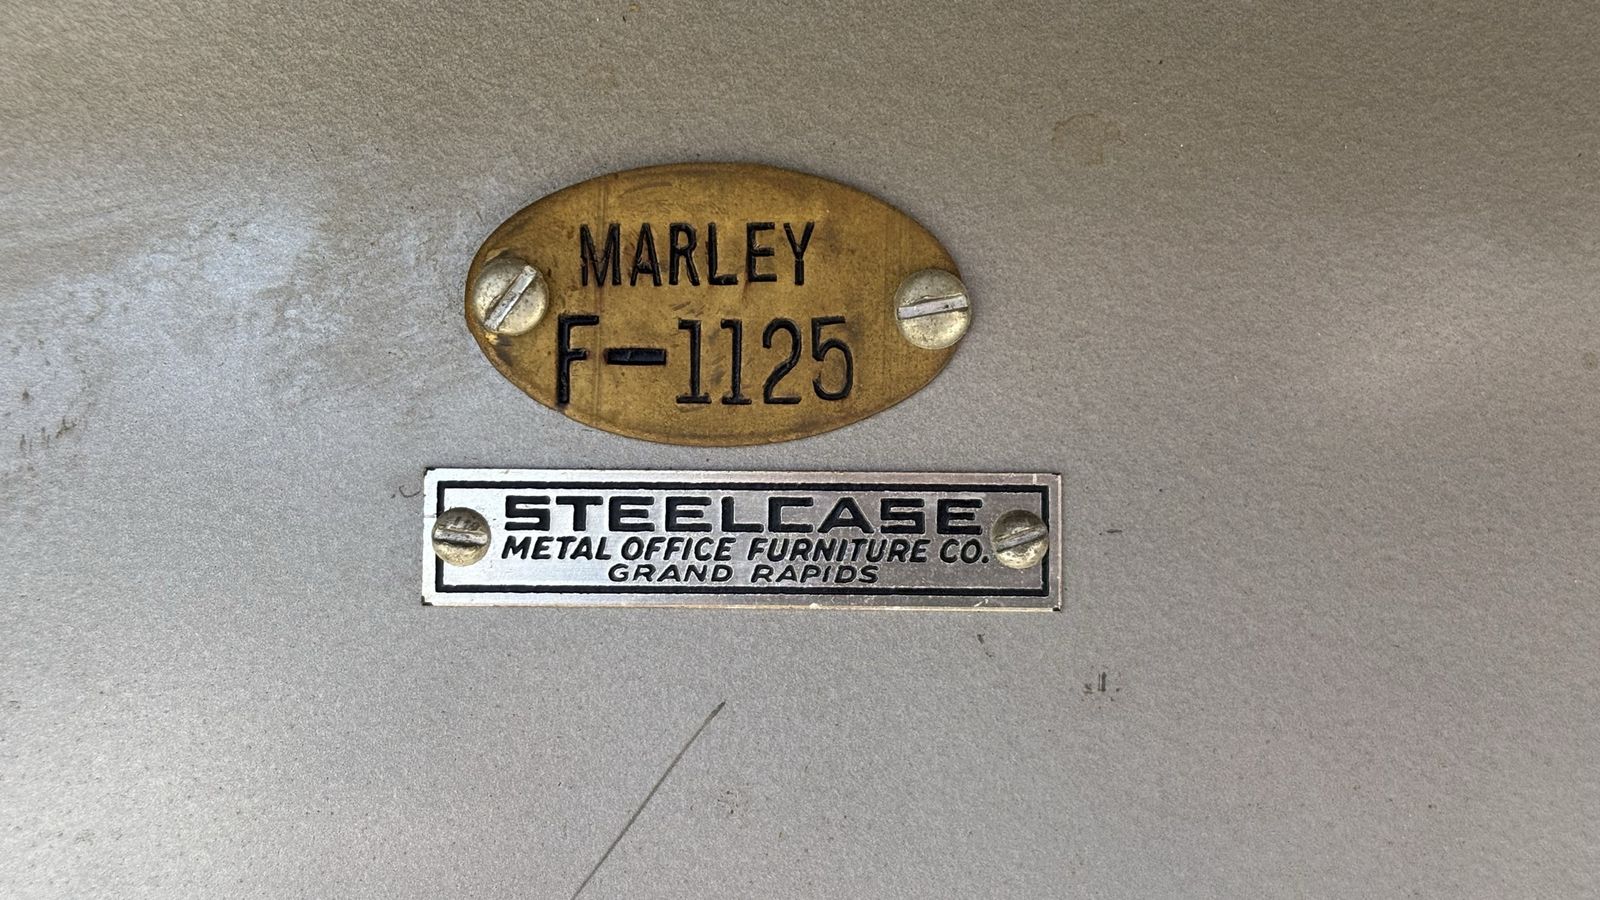 MARLEY
F-1125
STEELCASE
METAL OFFICE FURNITURE CO.
GRAND RAPIDS